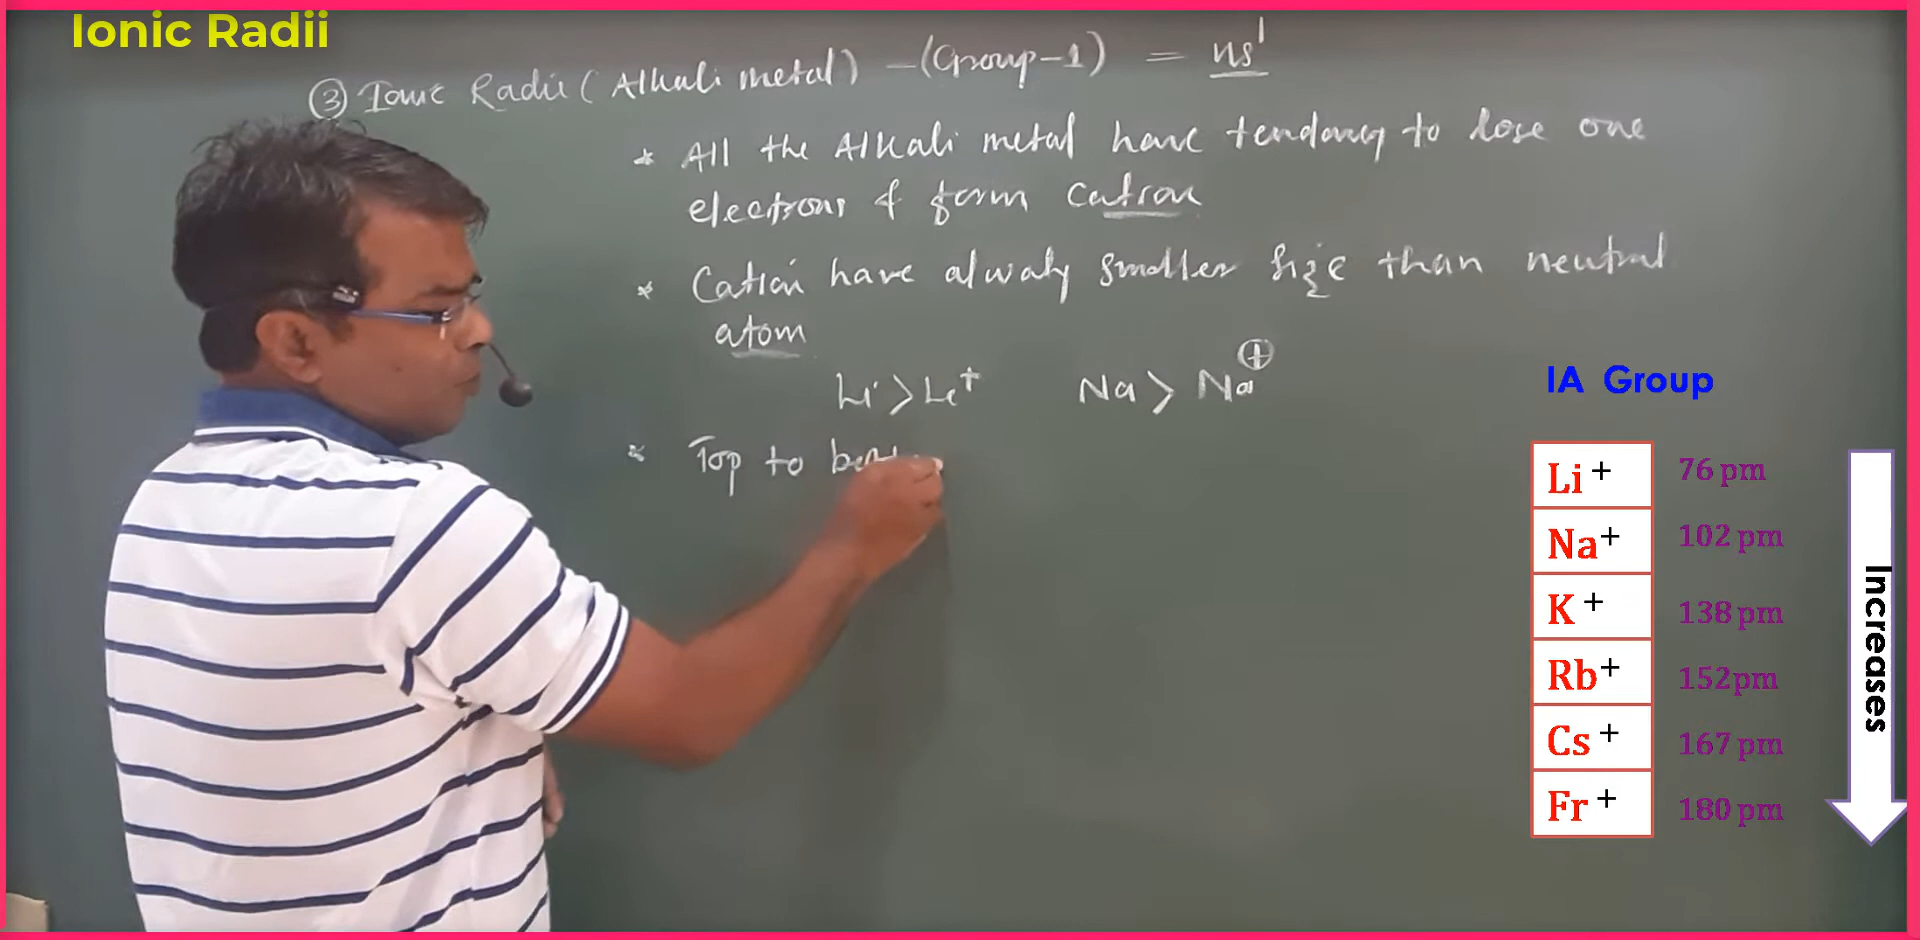 Ionic Radii
③ Ionic Radii (Alkali metal) – (Group-1) = ns¹
* All the Alkali metal have tendancy to lose one
electrons & form Cation
* Cation have alwaly smaller size than neutral
atom
Li > Li⁺ Na > Na⊕
* Top to
IA Group
Li+ 76 pm
Na+ 102 pm
K+ 138 pm
Rb+ 152pm
Cs+ 167 pm
Fr+ 180 pm
Increases